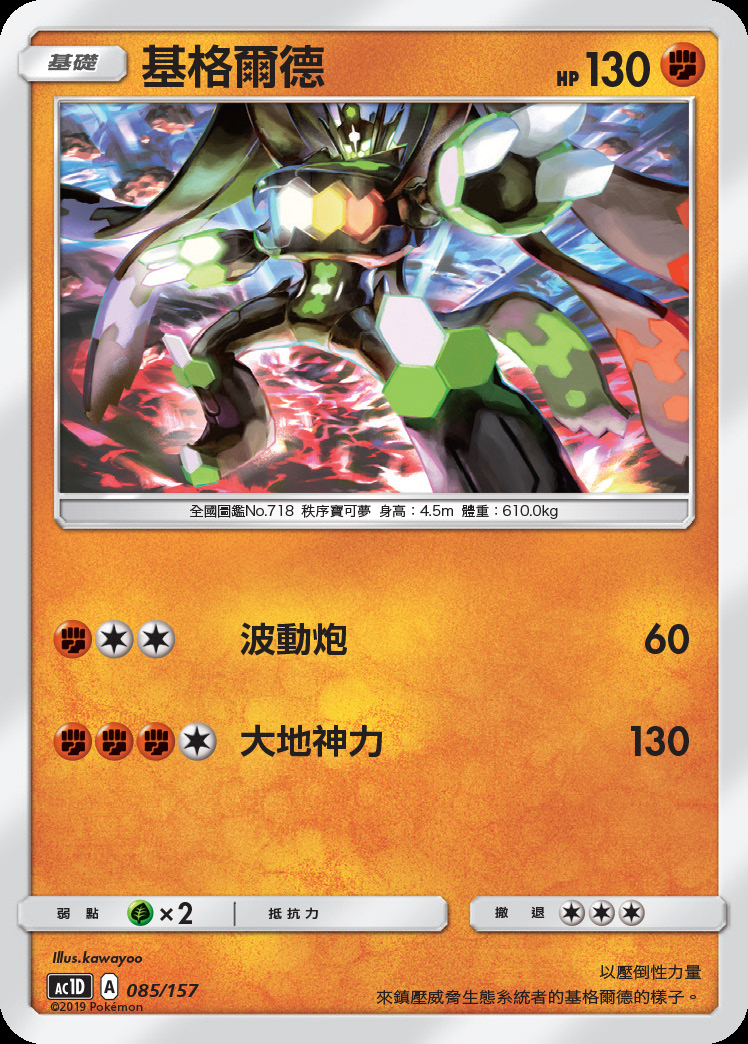 基礎
基格爾德
HP 130
全國圖鑑No.718 秩序寶可夢 身高：4.5m 體重：610.0kg
波動炮 60
大地神力 130
弱點 ×2 抵抗力 撤退
Illus.kawayoo
以壓倒性力量
AC1D A 085/157
來鎮壓威脅生態系統者的基格爾德的樣子。
©2019 Pokémon